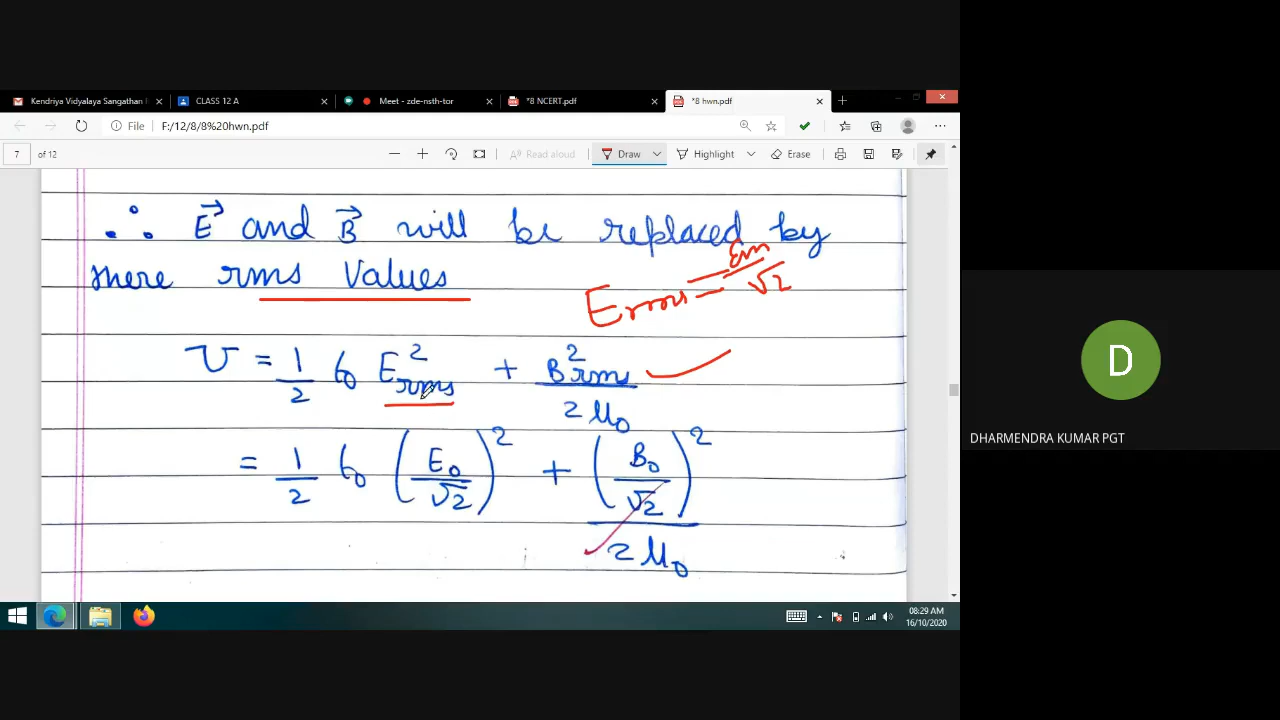 Kendriya Vidyalaya Sangathan
CLASS 12 A
Meet - zde-nsth-tor
*8 NCERT.pdf
*8 hwn.pdf
File F:/12/8/8%20hwn.pdf
7 of 12
Read aloud
Draw
Highlight
Erase
∴ E⃗ and B⃗ will be replaced by
there rms Values
Erms = Em/√2
U = 1/2 ϵ₀ E²rms + B²rms/2μ₀
= 1/2 ϵ₀ (E₀/√2)² + (B₀/√2)²/2μ₀
D
DHARMENDRA KUMAR PGT
08:29 AM
16/10/2020